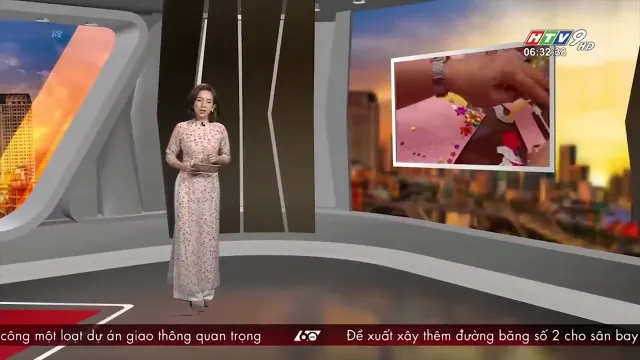 HTV9 HD
06:32:38
công một loạt dự án giao thông quan trọng
60
Đề xuất xây thêm đường băng số 2 cho sân bay